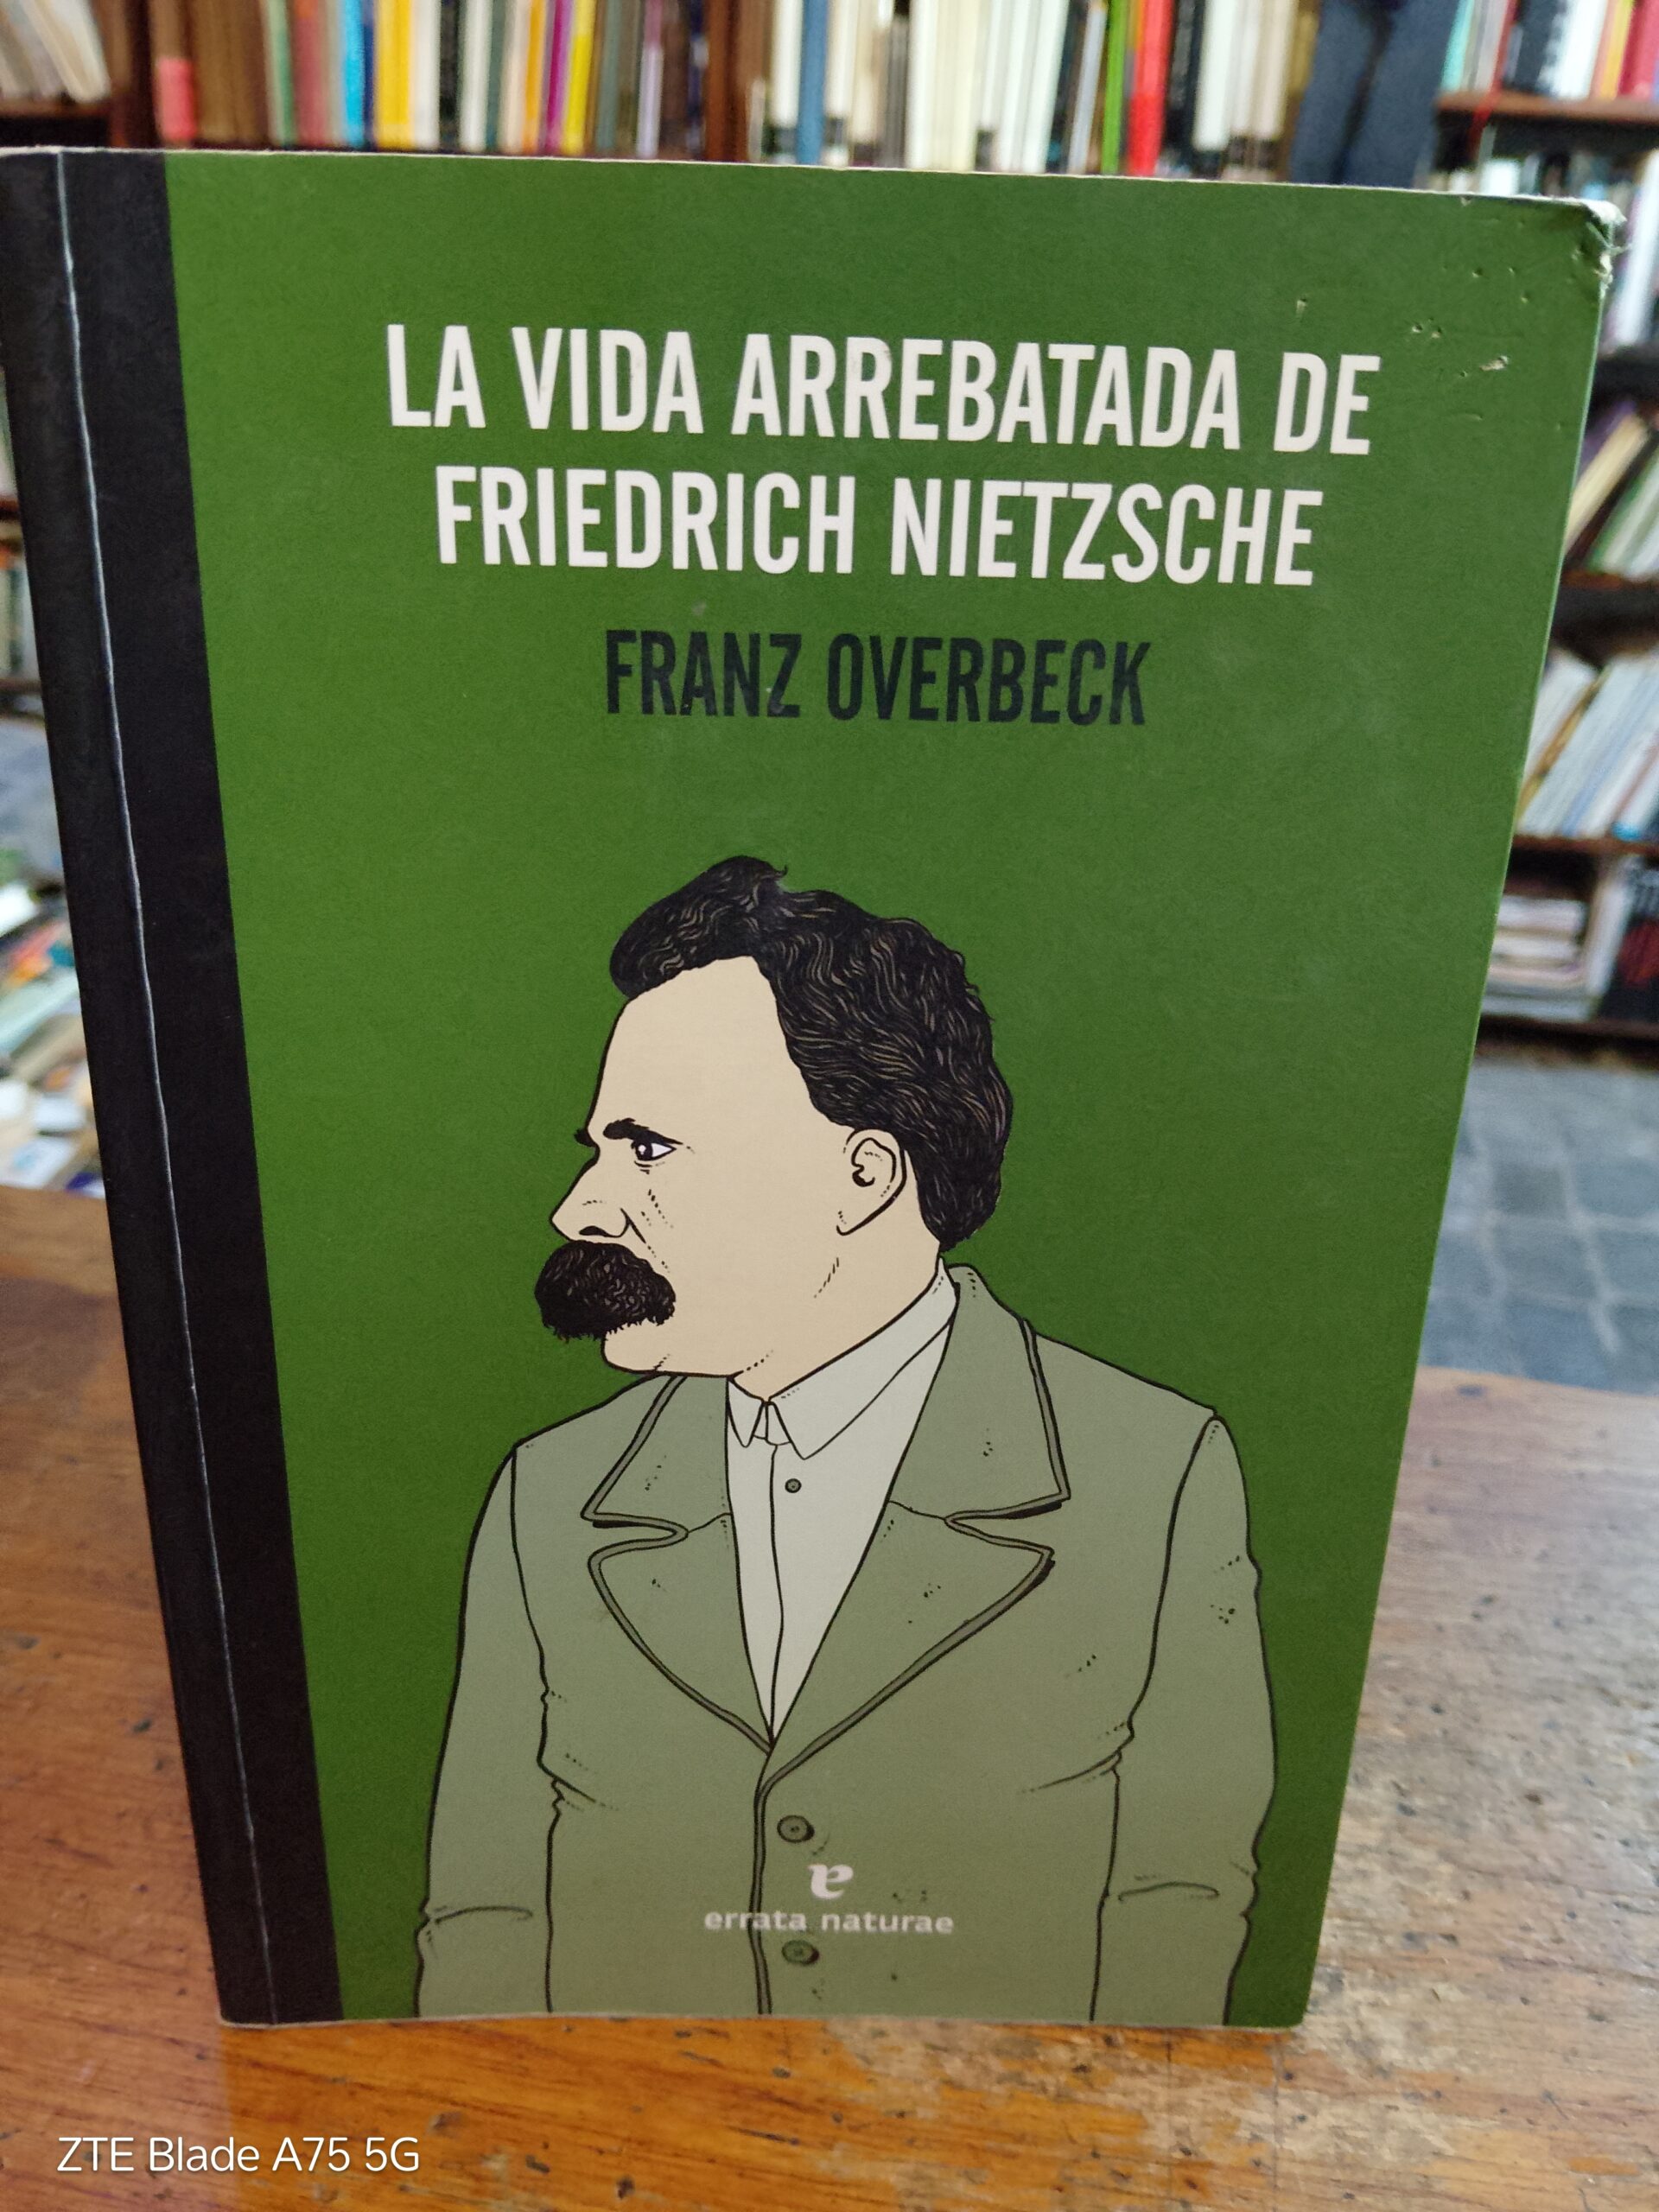 LA VIDA ARREBATADA DE
FRIEDRICH NIETZSCHE
FRANZ OVERBECK
e
errata naturae
ZTE Blade A75 5G